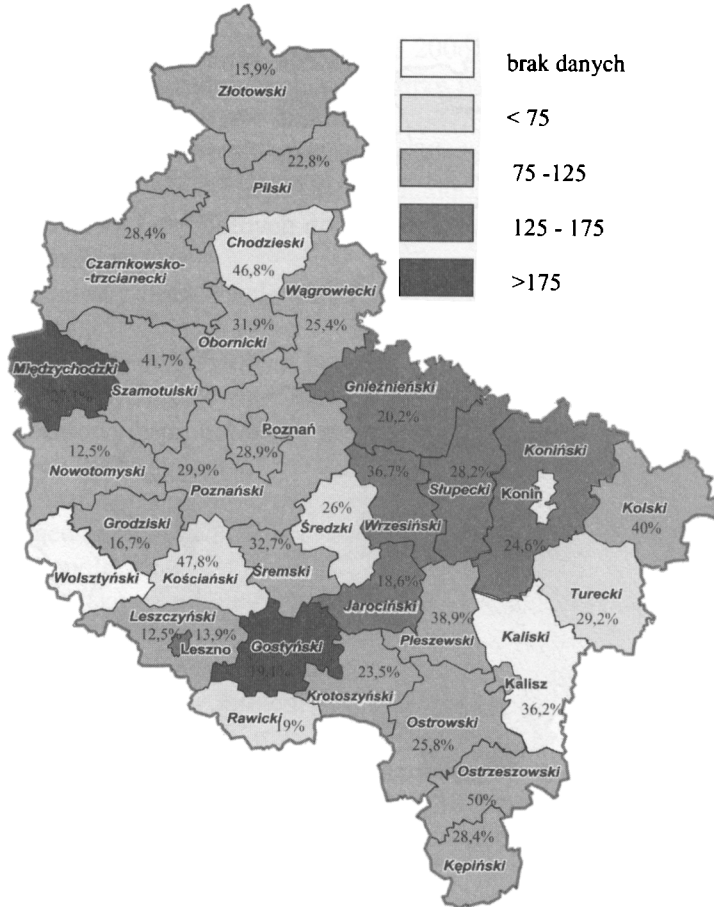 brak danych
< 75
75 -125
125 - 175
>175
15,9%
Złotowski
22,8%
Pilski
28,4%
Czarnkowsko-
-trzcianecki
Chodzieski
46,8%
Wągrowiecki
25,4%
31,9%
Obornicki
Międzychodzki
41,7%
Szamotulski
Gnieźnieński
20,2%
Poznań
28,9%
12,5%
Nowotomyski
29,9%
Poznański
36,7%
Wrzesiński
28,2%
Słupecki
Koniński
Konin
24,6%
Kolski
40%
26%
Średzki
Grodziski
16,7%
Wolsztyński
47,8%
Kościański
32,7%
Śremski
18,6%
Jarociński
Turecki
29,2%
Leszczyński
12,5%
13,9%
Leszno
Gostyński
38,9%
Pleszewski
Kaliski
Kalisz
36,2%
23,5%
Krotoszyński
Rawicki
19%
Ostrowski
25,8%
Ostrzeszowski
50%
28,4%
Kępiński